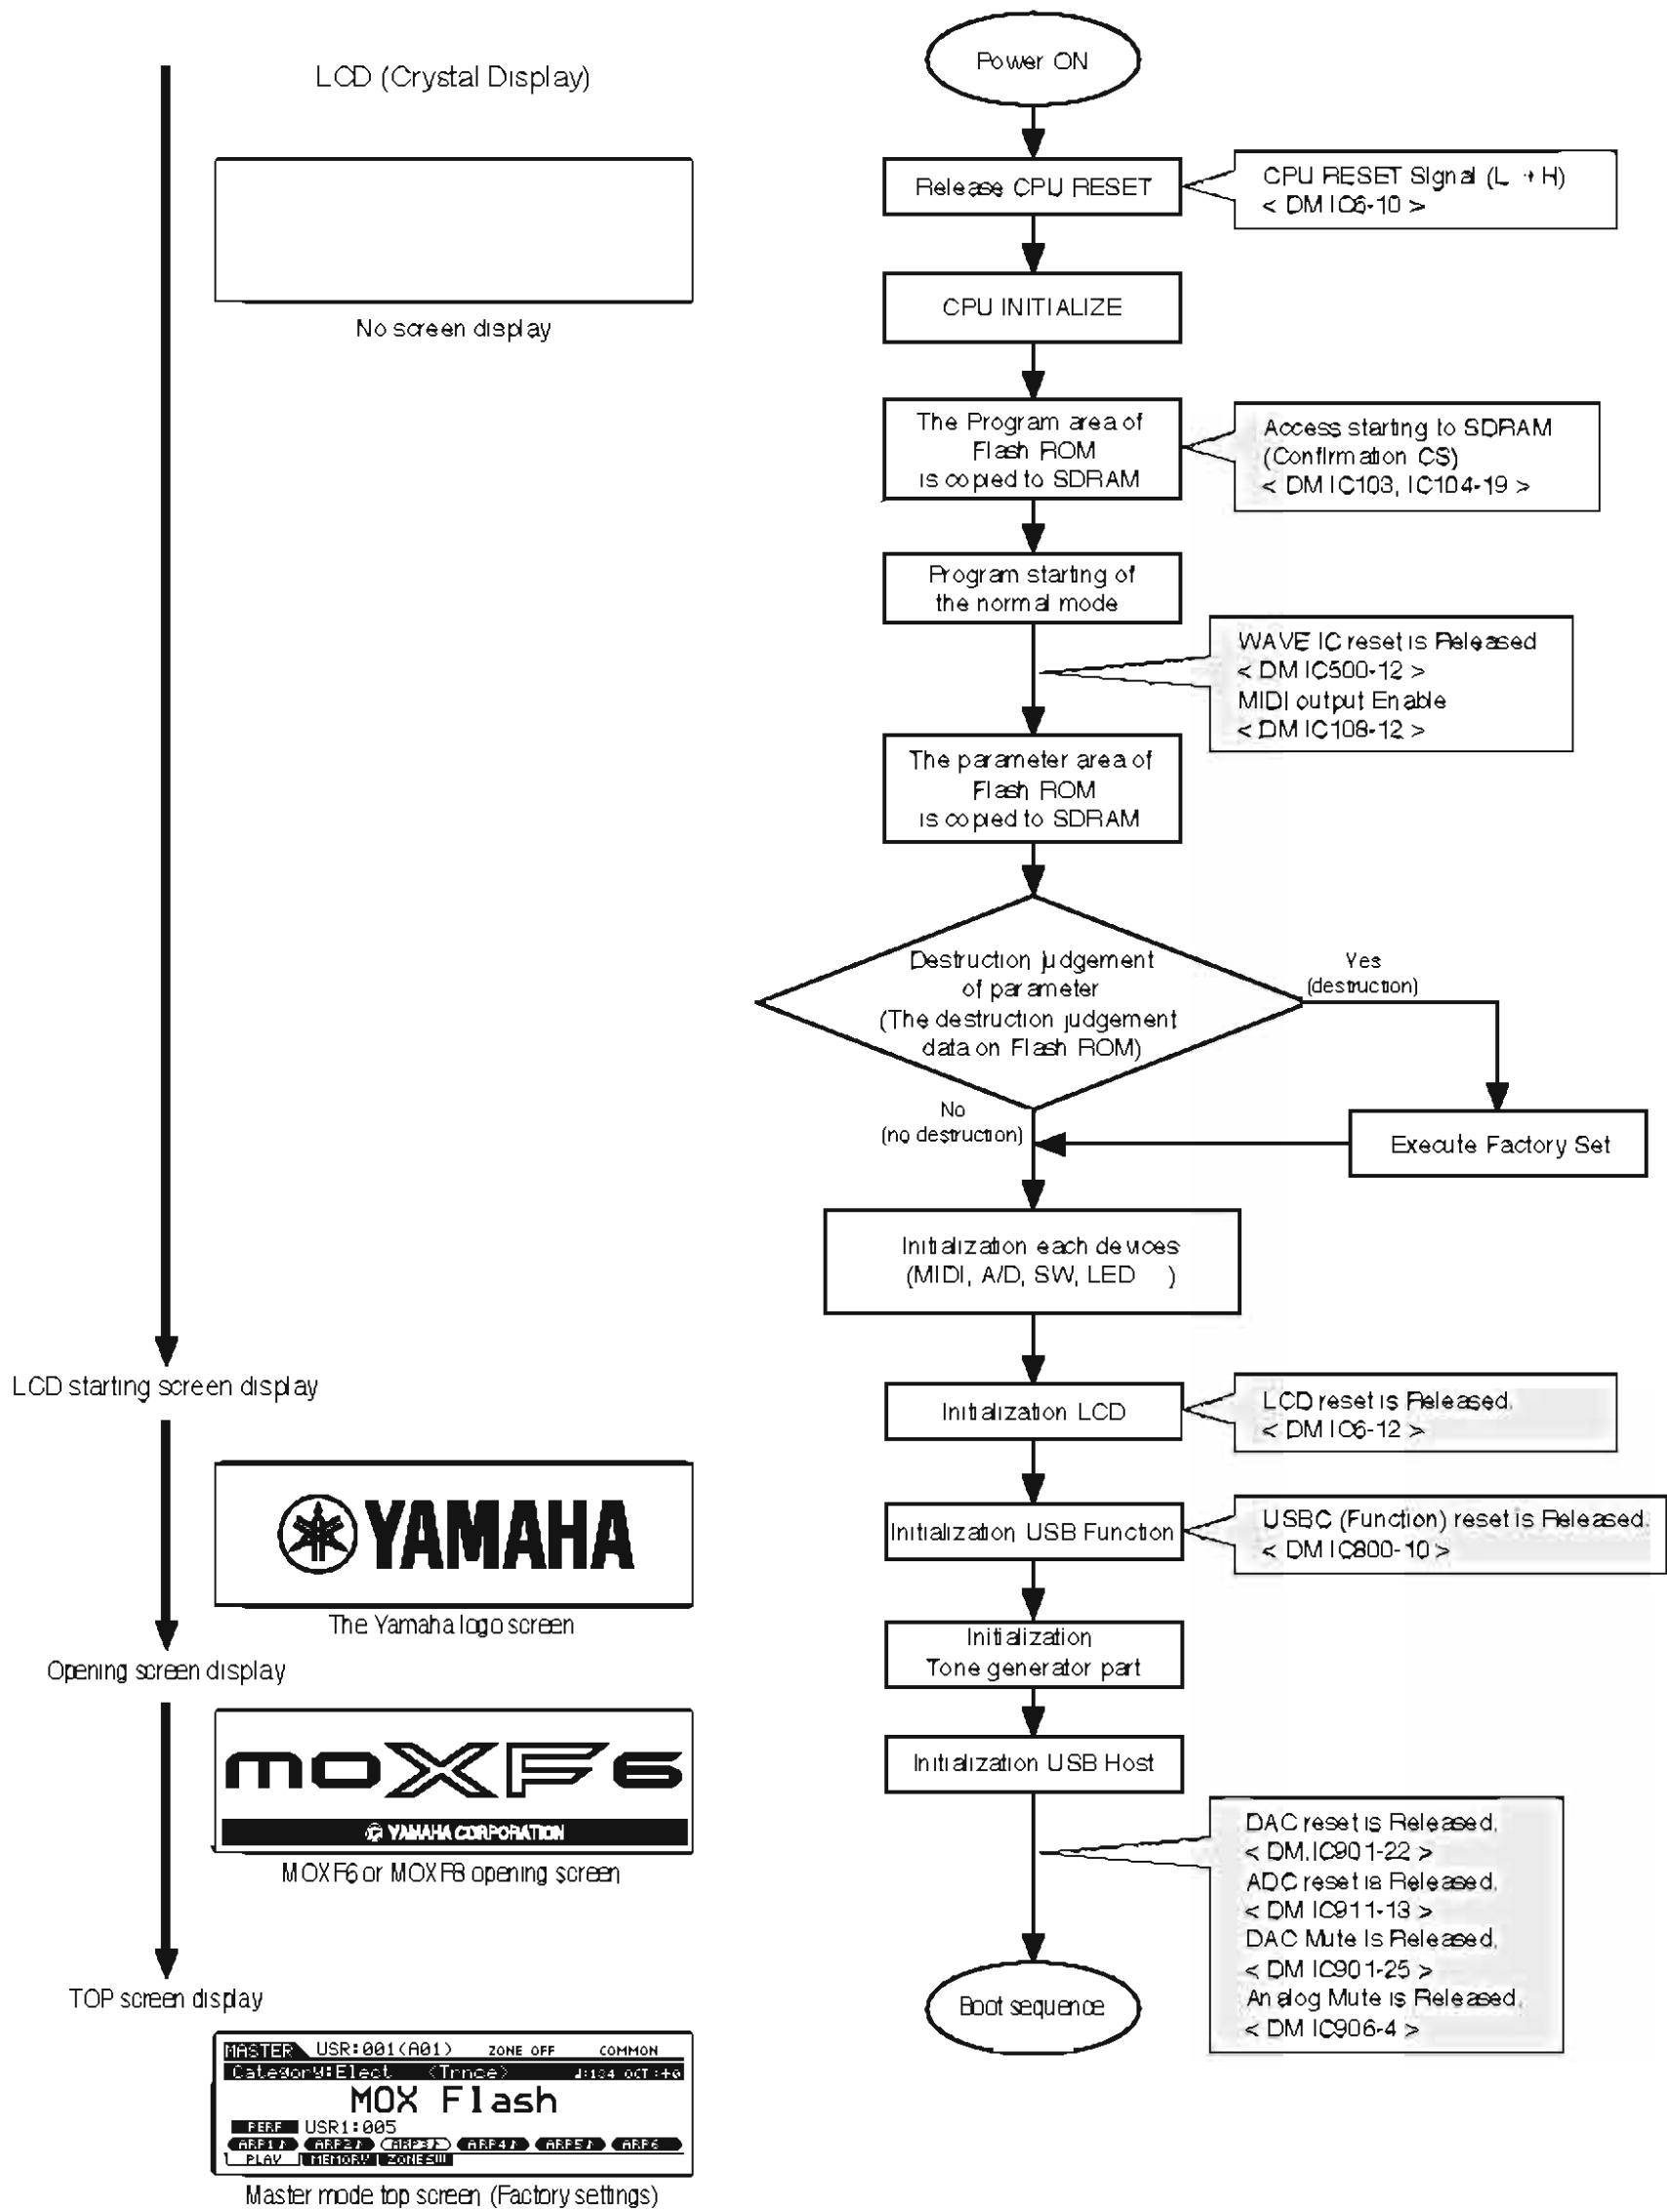 LCD (Crystal Display)
No screen display
LCD starting screen display
YAMAHA
The Yamaha logo screen
Opening screen display
moXF6
YAMAHA CORPORATION
MOXF6 or MOXF8 opening screen
TOP screen display
MASTER USR:001(A01) ZONE OFF COMMON
Category:Elect
MOX Flash
PERF USR1:005
ARP1♪ ARP2♪ ARP3♪ ARP4♪ ARP5♪ ARP6
PLAY MEMORY ZONESW
Master mode top screen (Factory settings)
Power ON
Release CPU RESET
CPU RESET Signal (L → H)
< DM IC6-10 >
CPU INITIALIZE
The Program area of
Flash ROM
is copied to SDRAM
Access starting to SDRAM
(Confirmation CS)
< DM IC103, IC104-19 >
Program starting of
the normal mode
WAVE IC reset is Released
< DM IC500-12 >
MIDI output Enable
< DM IC108-12 >
The parameter area of
Flash ROM
is copied to SDRAM
Destruction judgement
of parameter
(The destruction judgement
data on Flash ROM)
Yes
(destruction)
No
(no destruction)
Execute Factory Set
Initialization each devices
(MIDI, A/D, SW, LED )
Initialization LCD
LCD reset is Released.
< DM IC6-12 >
Initialization USB Function
USBC (Function) reset is Released.
< DM IC800-10 >
Initialization
Tone generator part
Initialization USB Host
DAC reset is Released.
< DM.IC901-22 >
ADC reset is Released.
< DM IC911-13 >
DAC Mute Is Released.
< DM IC901-25 >
Analog Mute is Released.
< DM IC906-4 >
Boot sequence